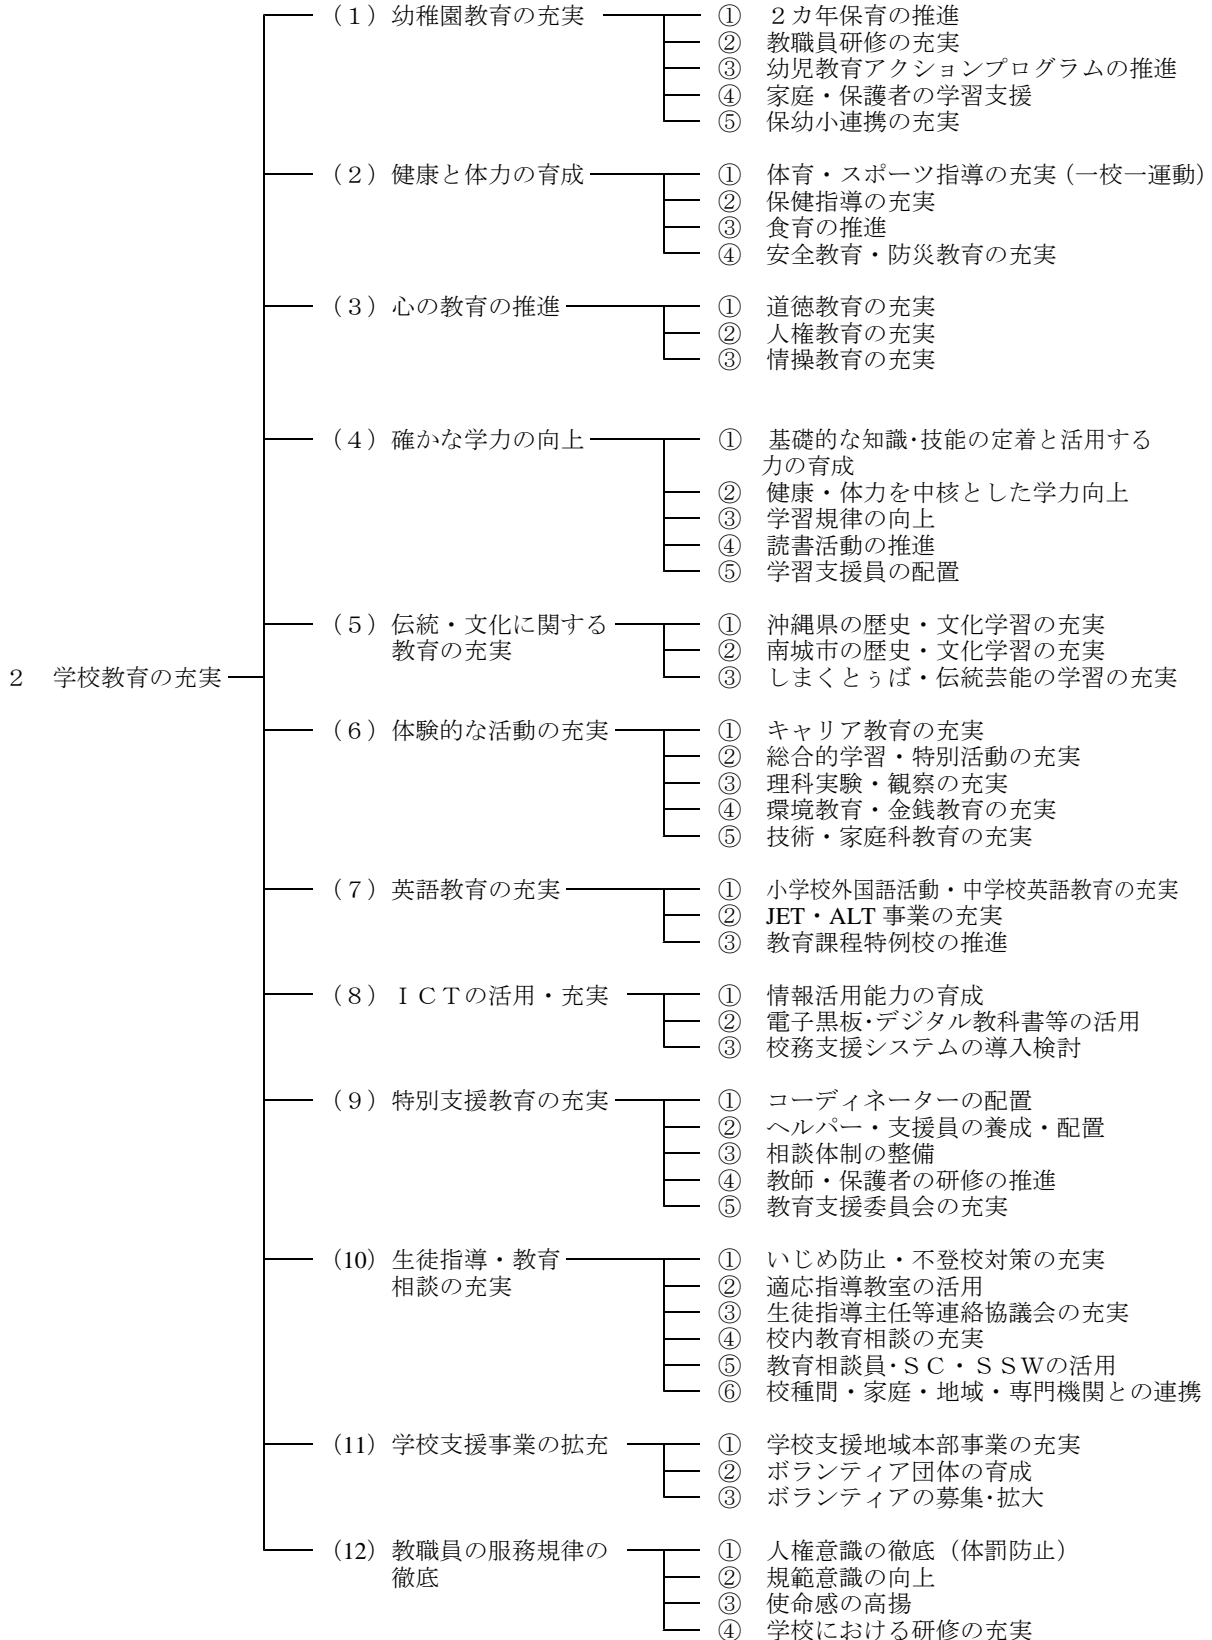 （１）幼稚園教育の充実
①　２カ年保育の推進
②　教職員研修の充実
③　幼児教育アクションプログラムの推進
④　家庭・保護者の学習支援
⑤　保幼小連携の充実
（２）健康と体力の育成
①　体育・スポーツ指導の充実（一校一運動）
②　保健指導の充実
③　食育の推進
④　安全教育・防災教育の充実
（３）心の教育の推進
①　道徳教育の充実
②　人権教育の充実
③　情操教育の充実
（４）確かな学力の向上
①　基礎的な知識・技能の定着と活用する
力の育成
②　健康・体力を中核とした学力向上
③　学習規律の向上
④　読書活動の推進
⑤　学習支援員の配置
（５）伝統・文化に関する
教育の充実
①　沖縄県の歴史・文化学習の充実
②　南城市の歴史・文化学習の充実
③　しまくとぅば・伝統芸能の学習の充実
２　学校教育の充実
（６）体験的な活動の充実
①　キャリア教育の充実
②　総合的学習・特別活動の充実
③　理科実験・観察の充実
④　環境教育・金銭教育の充実
⑤　技術・家庭科教育の充実
（７）英語教育の充実
①　小学校外国語活動・中学校英語教育の充実
②　JET・ALT 事業の充実
③　教育課程特例校の推進
（８）ＩＣＴの活用・充実
①　情報活用能力の育成
②　電子黒板・デジタル教科書等の活用
③　校務支援システムの導入検討
（９）特別支援教育の充実
①　コーディネーターの配置
②　ヘルパー・支援員の養成・配置
③　相談体制の整備
④　教師・保護者の研修の推進
⑤　教育支援委員会の充実
（10）生徒指導・教育
相談の充実
①　いじめ防止・不登校対策の充実
②　適応指導教室の活用
③　生徒指導主任等連絡協議会の充実
④　校内教育相談の充実
⑤　教育相談員・ＳＣ・ＳＳＷの活用
⑥　校種間・家庭・地域・専門機関との連携
（11）学校支援事業の拡充
①　学校支援地域本部事業の充実
②　ボランティア団体の育成
③　ボランティアの募集・拡大
（12）教職員の服務規律の
徹底
①　人権意識の徹底（体罰防止）
②　規範意識の向上
③　使命感の高揚
④　学校における研修の充実